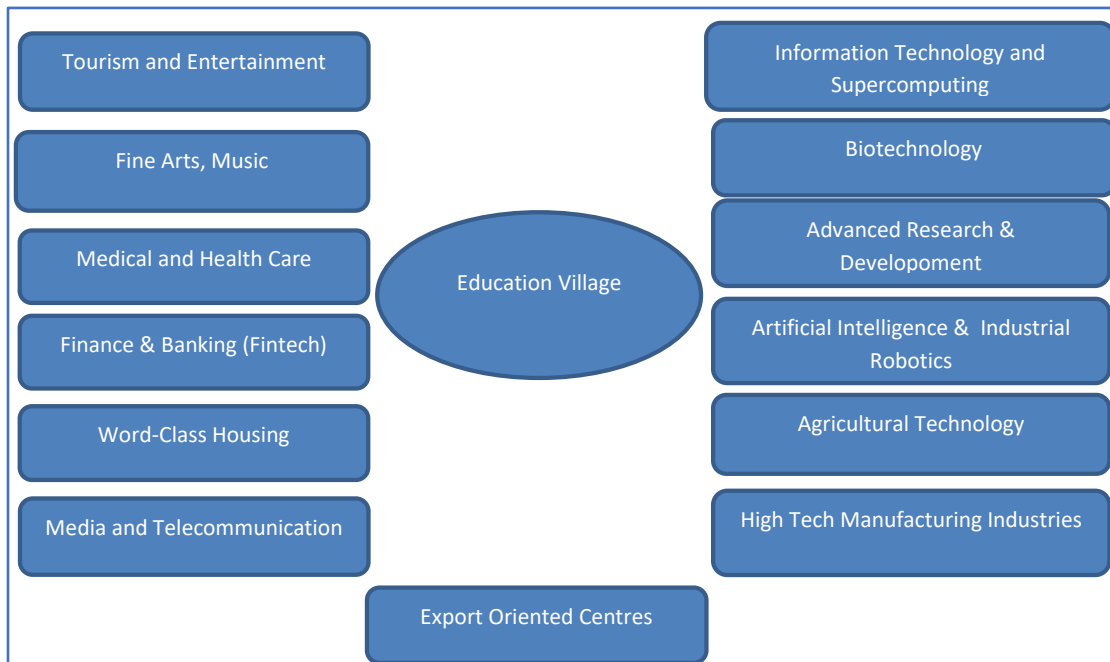 Tourism and Entertainment
Fine Arts, Music
Medical and Health Care
Finance & Banking (Fintech)
Word-Class Housing
Media and Telecommunication
Education Village
Export Oriented Centres
Information Technology and
Supercomputing
Biotechnology
Advanced Research &
Developoment
Artificial Intelligence &  Industrial
Robotics
Agricultural Technology
High Tech Manufacturing Industries